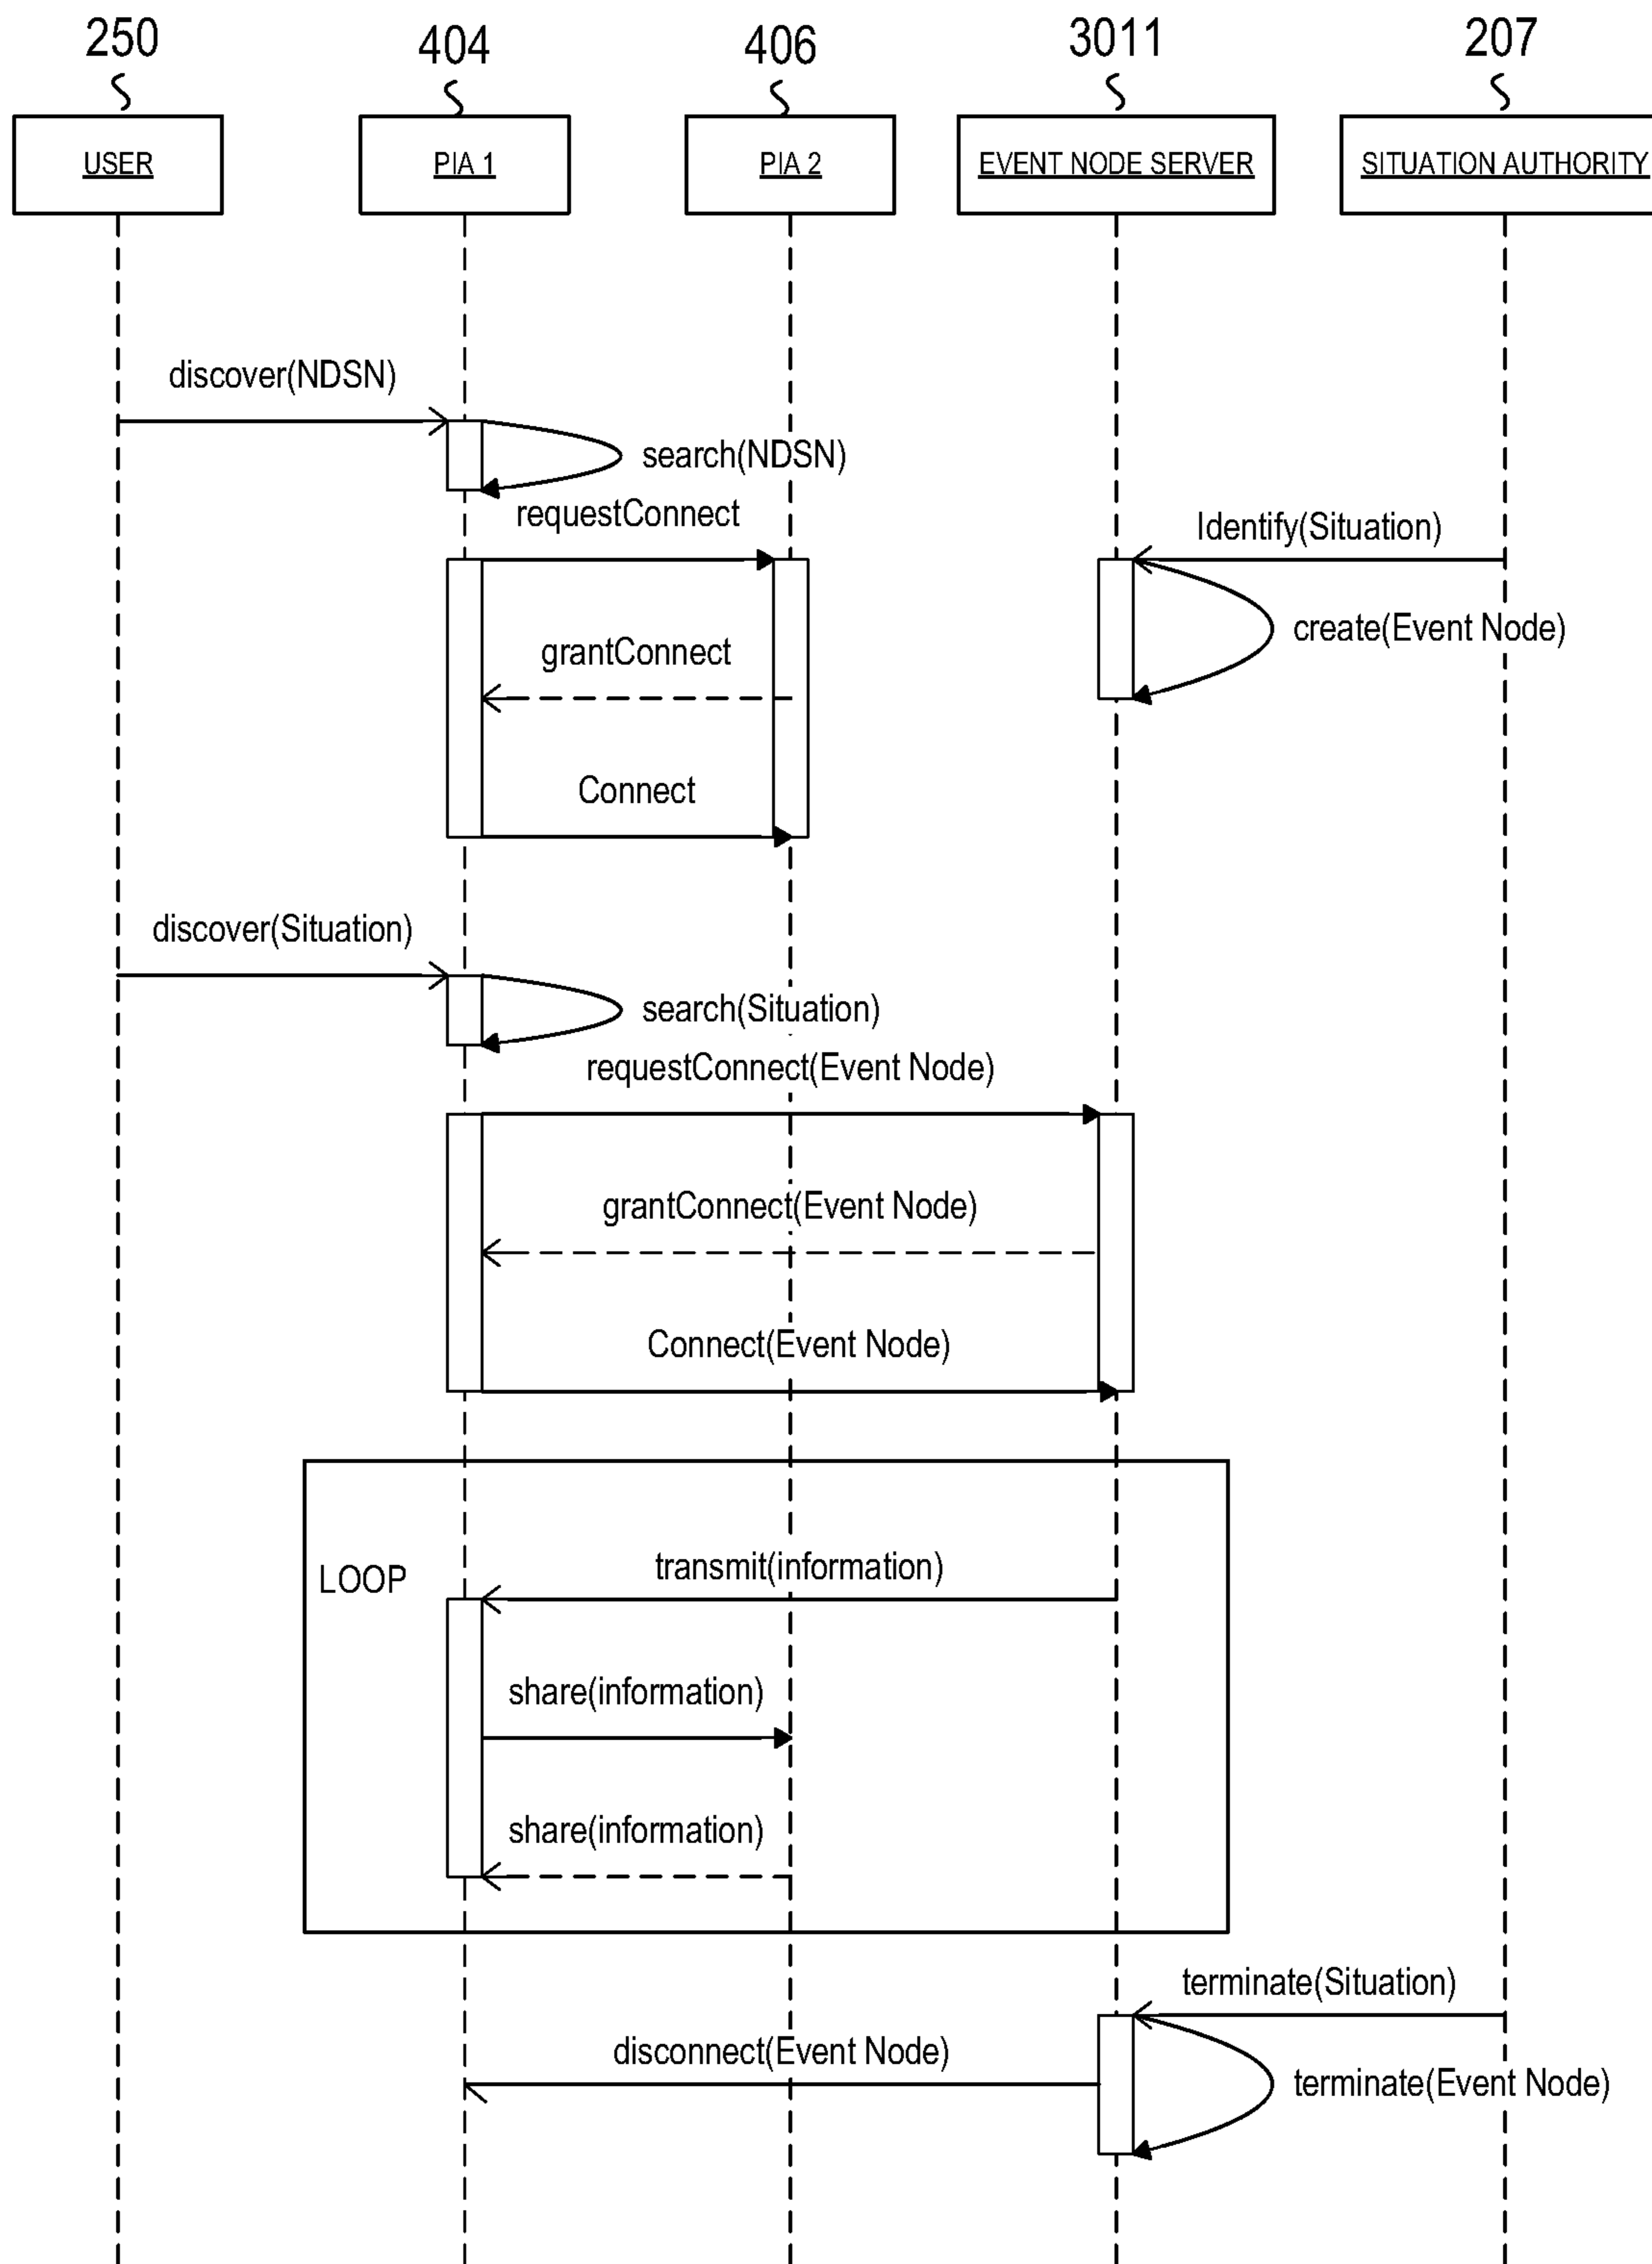 250
404
406
3011
207
USER
PIA 1
PIA 2
EVENT NODE SERVER
SITUATION AUTHORITY
discover(NDSN)
search(NDSN)
requestConnect
Identify(Situation)
create(Event Node)
grantConnect
Connect
discover(Situation)
search(Situation)
requestConnect(Event Node)
grantConnect(Event Node)
Connect(Event Node)
LOOP
transmit(information)
share(information)
share(information)
terminate(Situation)
disconnect(Event Node)
terminate(Event Node)